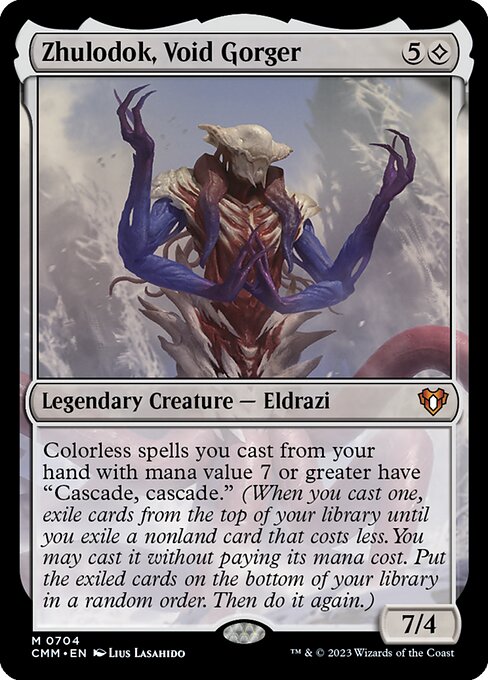 Zhulodok, Void Gorger 5
Legendary Creature — Eldrazi
Colorless spells you cast from your
hand with mana value 7 or greater have
“Cascade, cascade.” (When you cast one,
exile cards from the top of your library until
you exile a nonland card that costs less. You
may cast it without paying its mana cost. Put
the exiled cards on the bottom of your library
in a random order. Then do it again.)
7/4
M 0704
CMM • EN Lius Lasahido
™ & © 2023 Wizards of the Coast